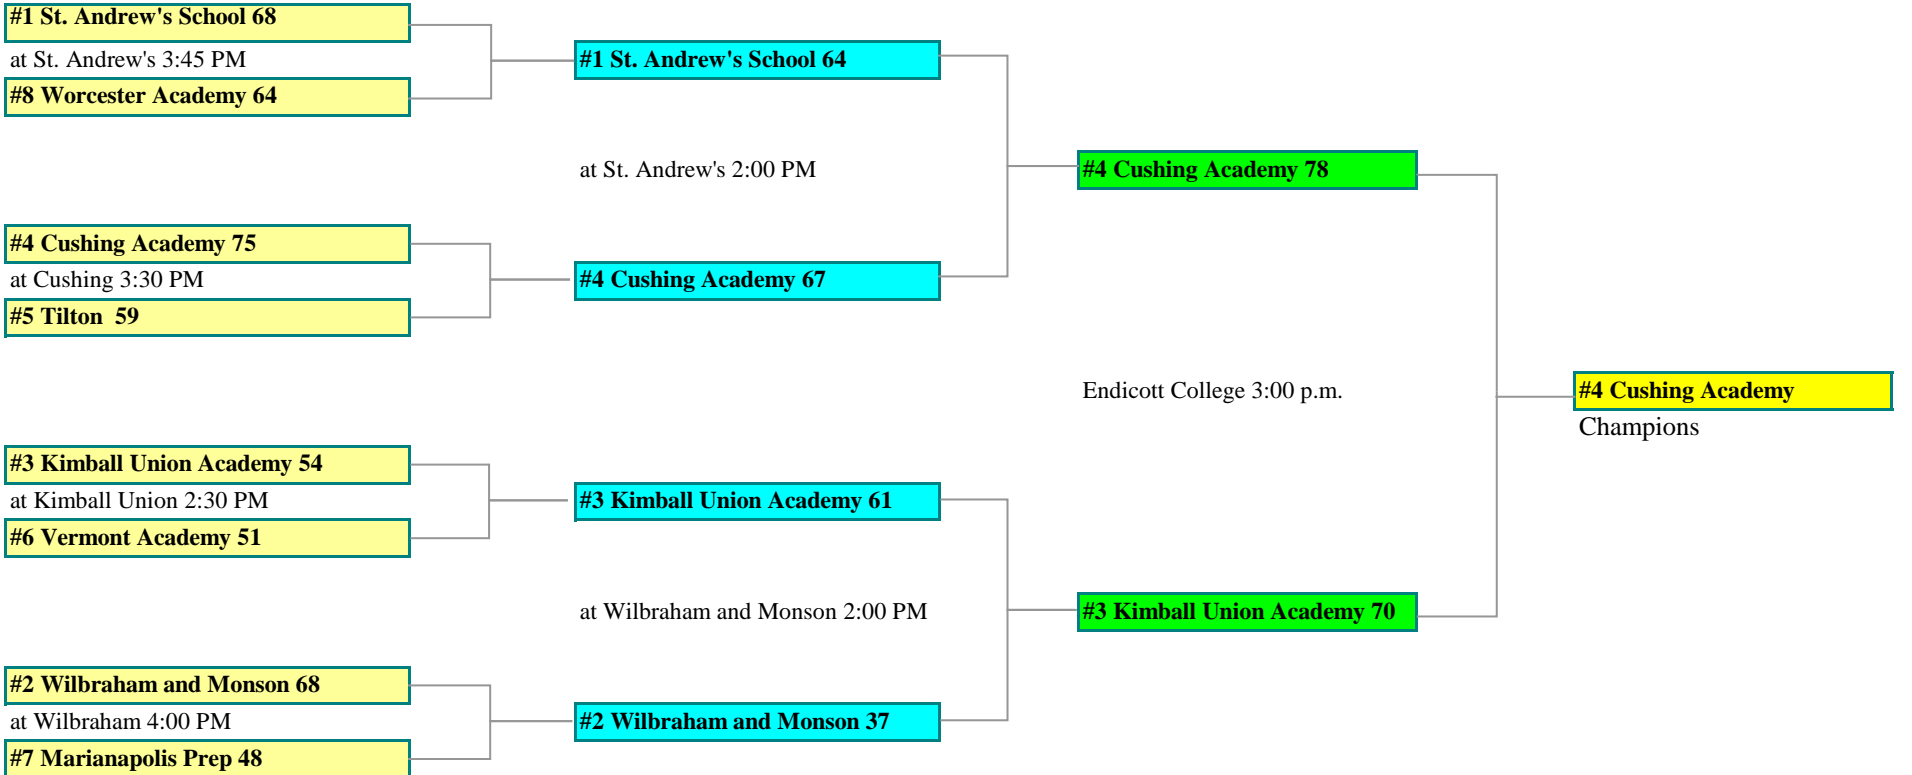 #1 St. Andrew's School 68
at St. Andrew's 3:45 PM
#8 Worcester Academy 64
#4 Cushing Academy 75
at Cushing 3:30 PM
#5 Tilton  59
#3 Kimball Union Academy 54
at Kimball Union 2:30 PM
#6 Vermont Academy 51
#2 Wilbraham and Monson 68
at Wilbraham 4:00 PM
#7 Marianapolis Prep 48
#1 St. Andrew's School 64
at St. Andrew's 2:00 PM
#4 Cushing Academy 67
#3 Kimball Union Academy 61
at Wilbraham and Monson 2:00 PM
#2 Wilbraham and Monson 37
#4 Cushing Academy 78
Endicott College 3:00 p.m.
#3 Kimball Union Academy 70
#4 Cushing Academy
Champions